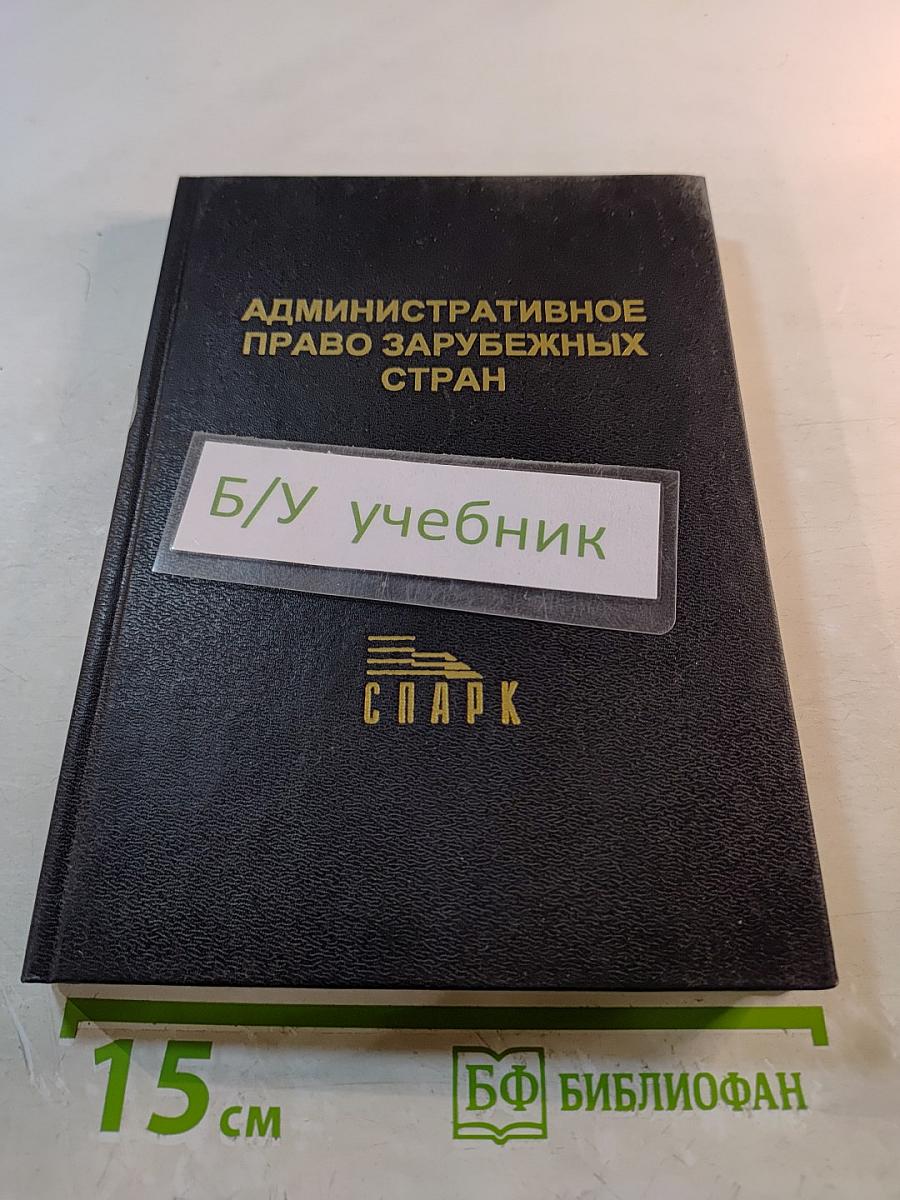 АДМИНИСТРАТИВНОЕ
ПРАВО ЗАРУБЕЖНЫХ
СТРАН
Б/У учебник
СПАРК
15 см
БФ БИБЛИОФАН